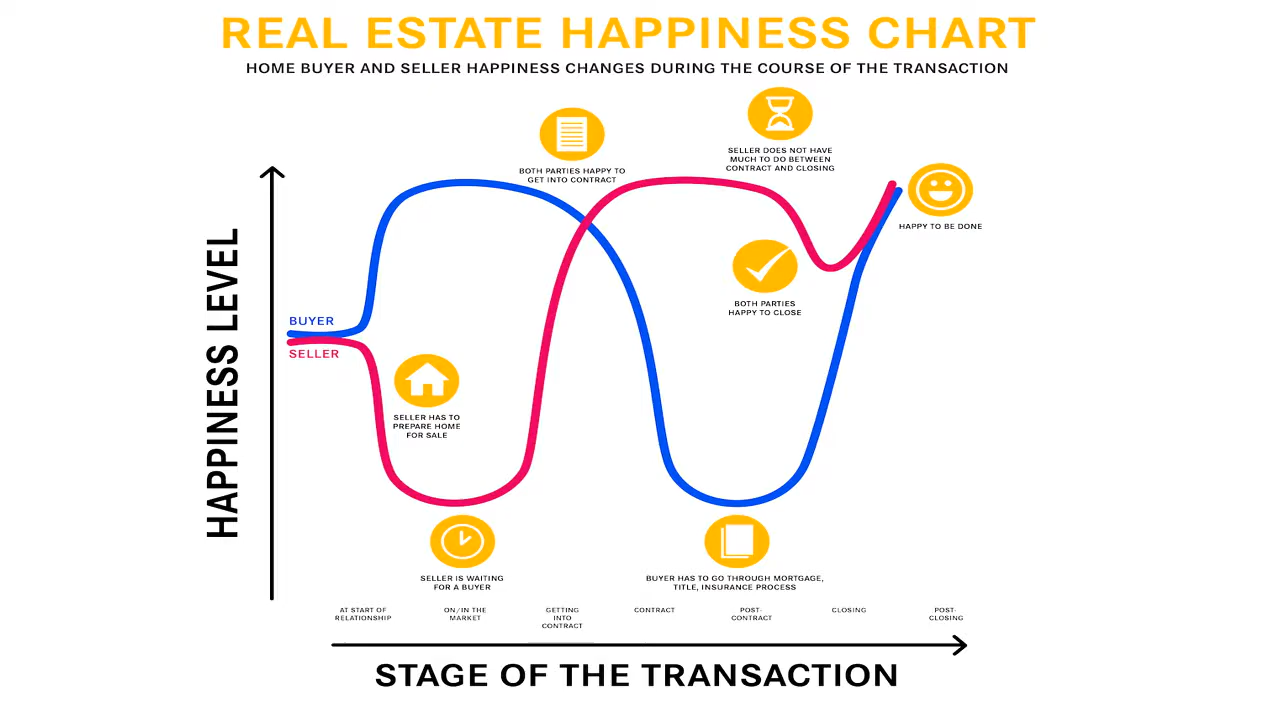 REAL ESTATE HAPPINESS CHART
HOME BUYER AND SELLER HAPPINESS CHANGES DURING THE COURSE OF THE TRANSACTION
SELLER DOES NOT HAVE
MUCH TO DO BETWEEN
CONTRACT AND CLOSING
BOTH PARTIES HAPPY TO
GET INTO CONTRACT
HAPPY TO BE DONE
HAPPINESS LEVEL
BOTH PARTIES
HAPPY TO CLOSE
BUYER
SELLER
SELLER HAS TO
PREPARE HOME
FOR SALE
SELLER IS WAITING
FOR A BUYER
BUYER HAS TO GO THROUGH MORTGAGE,
TITLE, INSURANCE PROCESS
AT START OF
RELATIONSHIP
ON/IN THE
MARKET
GETTING
INTO
CONTRACT
CONTRACT
POST-
CONTRACT
CLOSING
POST-
CLOSING
STAGE OF THE TRANSACTION